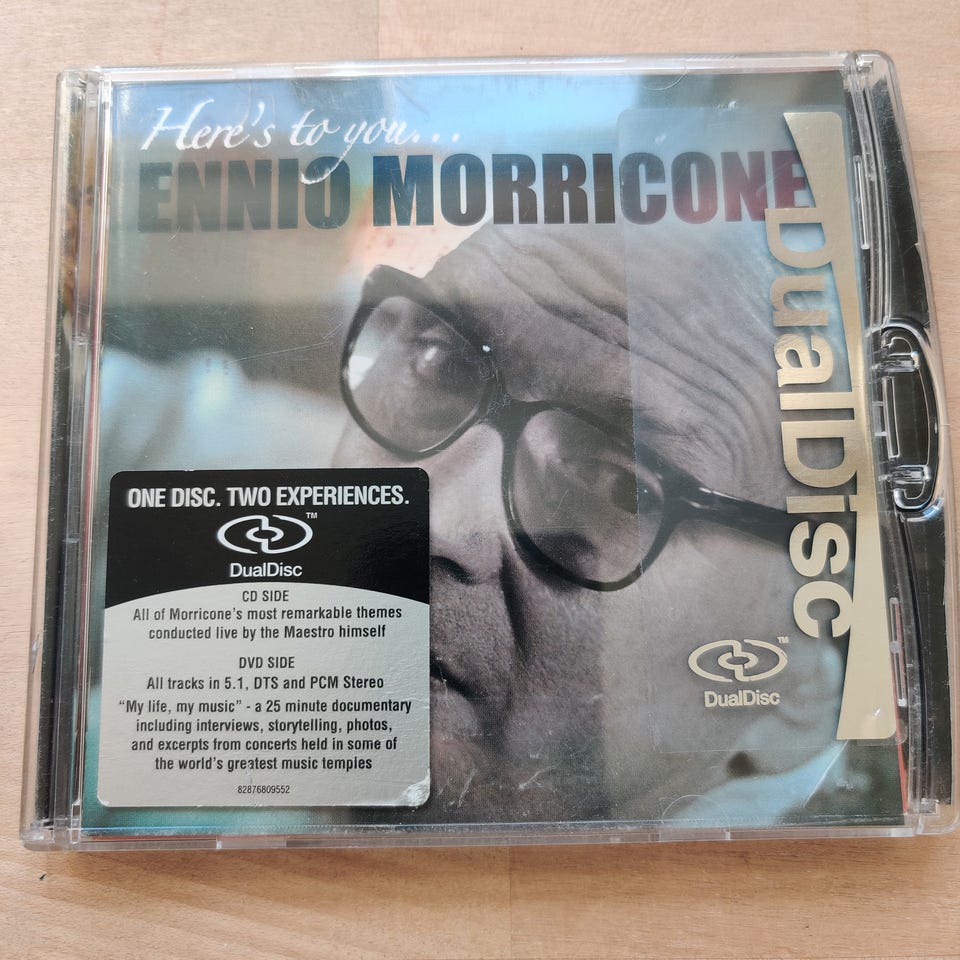 Here's to you...
ENNIO MORRICONE
DualDisc
ONE DISC. TWO EXPERIENCES.
TM
DualDisc
CD SIDE
All of Morricone's most remarkable themes
conducted live by the Maestro himself
DVD SIDE
All tracks in 5.1, DTS and PCM Stereo
"My life, my music" - a 25 minute documentary
including interviews, storytelling, photos,
and excerpts from concerts held in some of
the world's greatest music temples
82876809552
TM
DualDisc